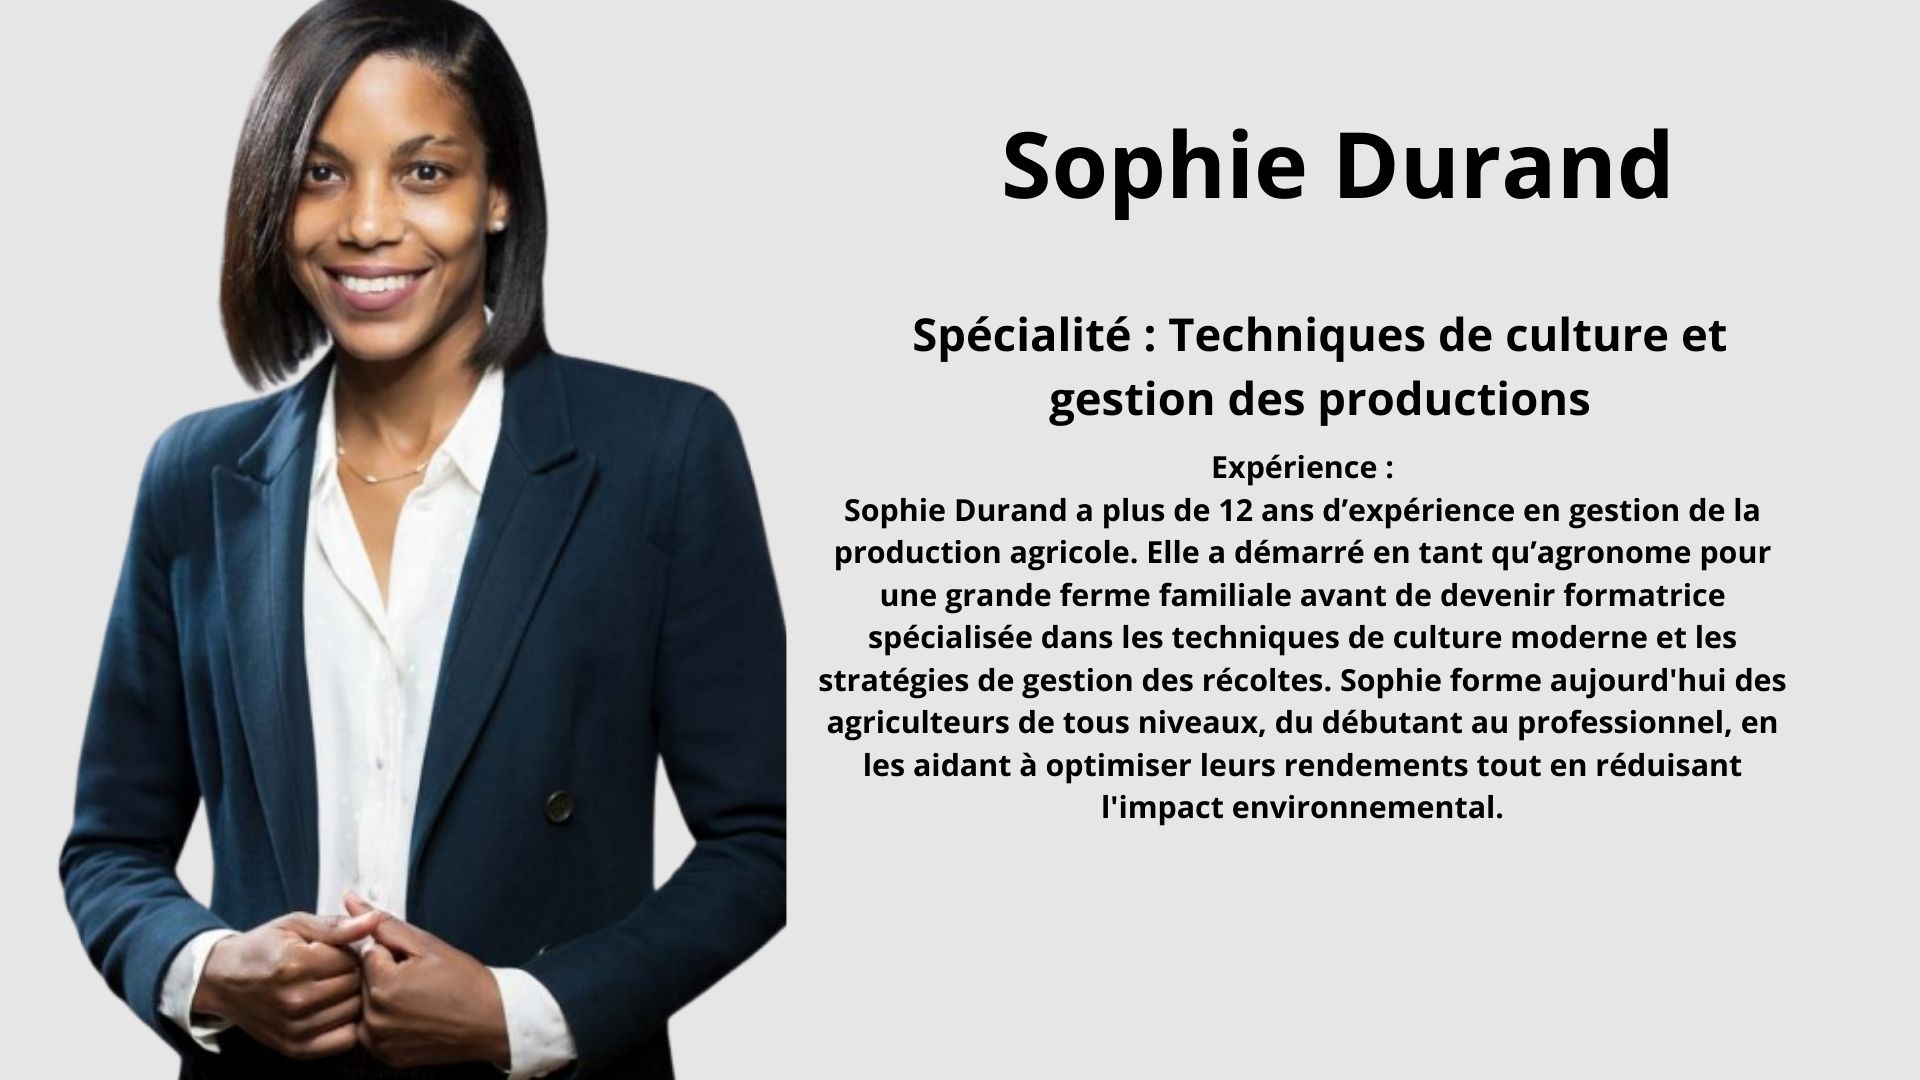 Sophie Durand
Spécialité : Techniques de culture et
gestion des productions
Expérience :
Sophie Durand a plus de 12 ans d’expérience en gestion de la
production agricole. Elle a démarré en tant qu’agronome pour
une grande ferme familiale avant de devenir formatrice
spécialisée dans les techniques de culture moderne et les
stratégies de gestion des récoltes. Sophie forme aujourd'hui des
agriculteurs de tous niveaux, du débutant au professionnel, en
les aidant à optimiser leurs rendements tout en réduisant
l'impact environnemental.